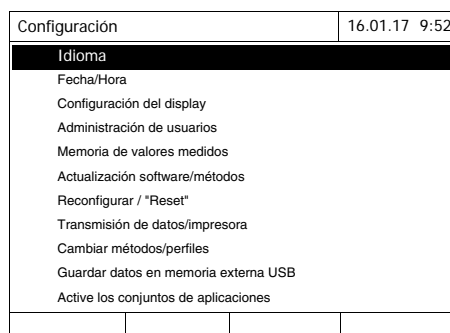 Configuración 16.01.17 9:52
Idioma
Fecha/Hora
Configuración del display
Administración de usuarios
Memoria de valores medidos
Actualización software/métodos
Reconfigurar / "Reset"
Transmisión de datos/impresora
Cambiar métodos/perfiles
Guardar datos en memoria externa USB
Active los conjuntos de aplicaciones